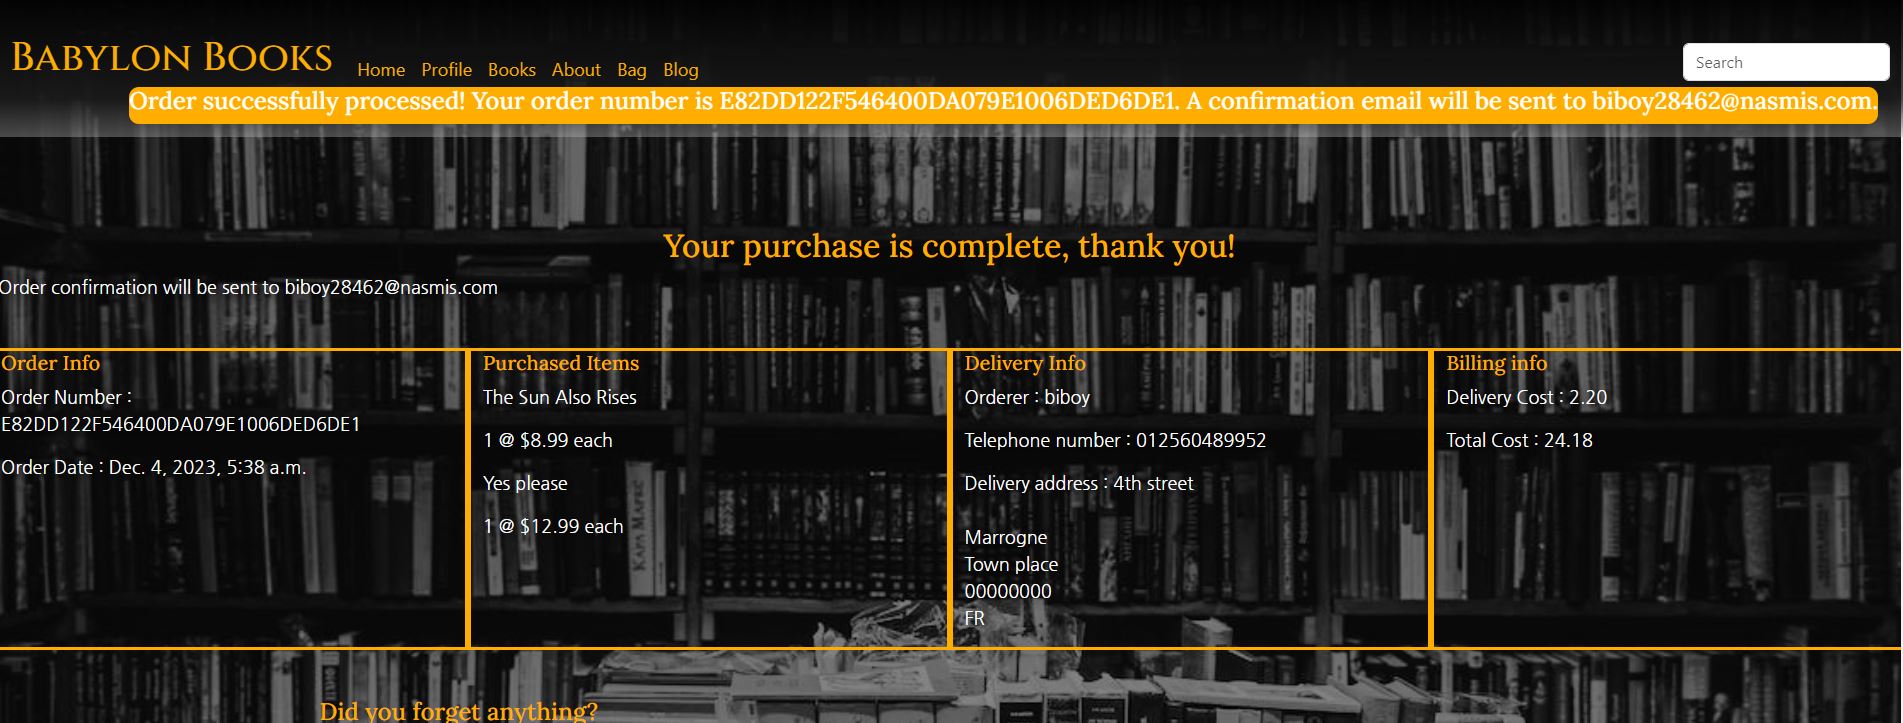 Babylon Books
Home Profile Books About Bag Blog
Search
Order successfully processed! Your order number is E82DD122F546400DA079E1006DED6DE1. A confirmation email will be sent to biboy28462@nasmis.com.
Your purchase is complete, thank you!
Order confirmation will be sent to biboy28462@nasmis.com
Order Info
Order Number :
E82DD122F546400DA079E1006DED6DE1
Order Date : Dec. 4, 2023, 5:38 a.m.
Purchased Items
The Sun Also Rises
1 @ $8.99 each
Yes please
1 @ $12.99 each
Delivery Info
Orderer : biboy
Telephone number : 012560489952
Delivery address : 4th street
Marrogne
Town place
00000000
FR
Billing info
Delivery Cost : 2.20
Total Cost : 24.18
КАРЛ МАРКС
Did you forget anything?